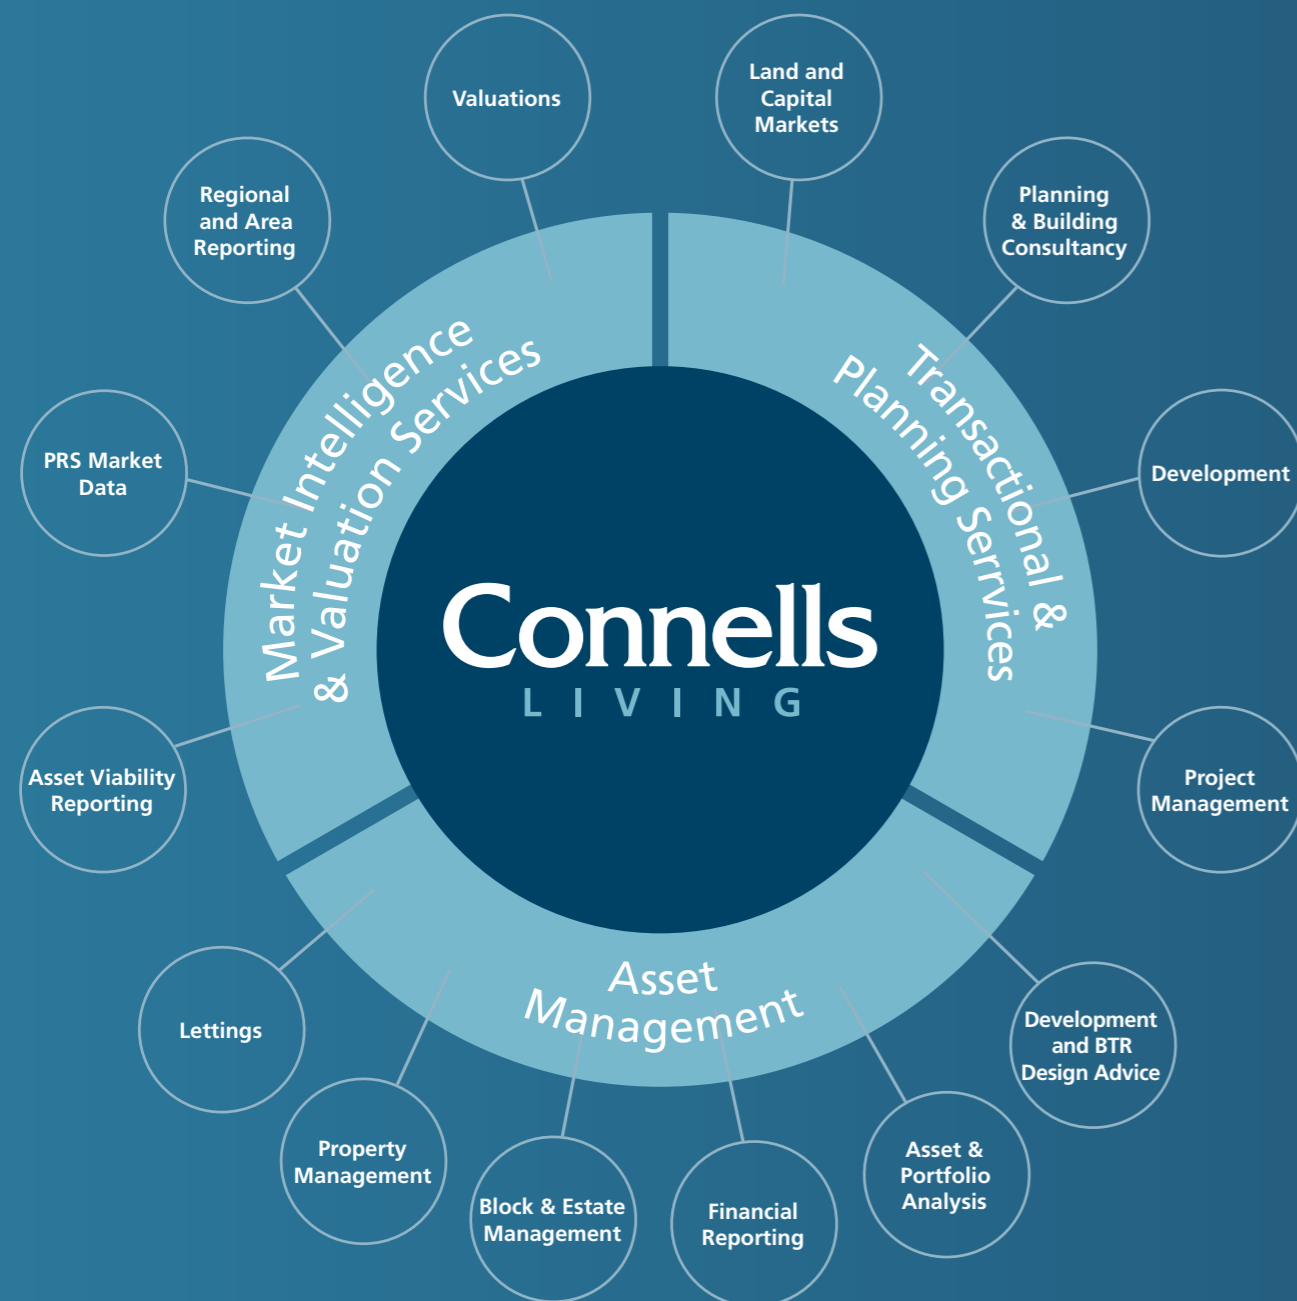 Valuations
Land and
Capital
Markets
Regional
and Area
Reporting
Planning
& Building
Consultancy
PRS Market
Data
Development
Market Intelligence
& Valuation Services
Transactional &
Planning Serrvices
Connells
LIVING
Asset Viability
Reporting
Project
Management
Asset
Management
Lettings
Development
and BTR
Design Advice
Property
Management
Block & Estate
Management
Financial
Reporting
Asset &
Portfolio
Analysis